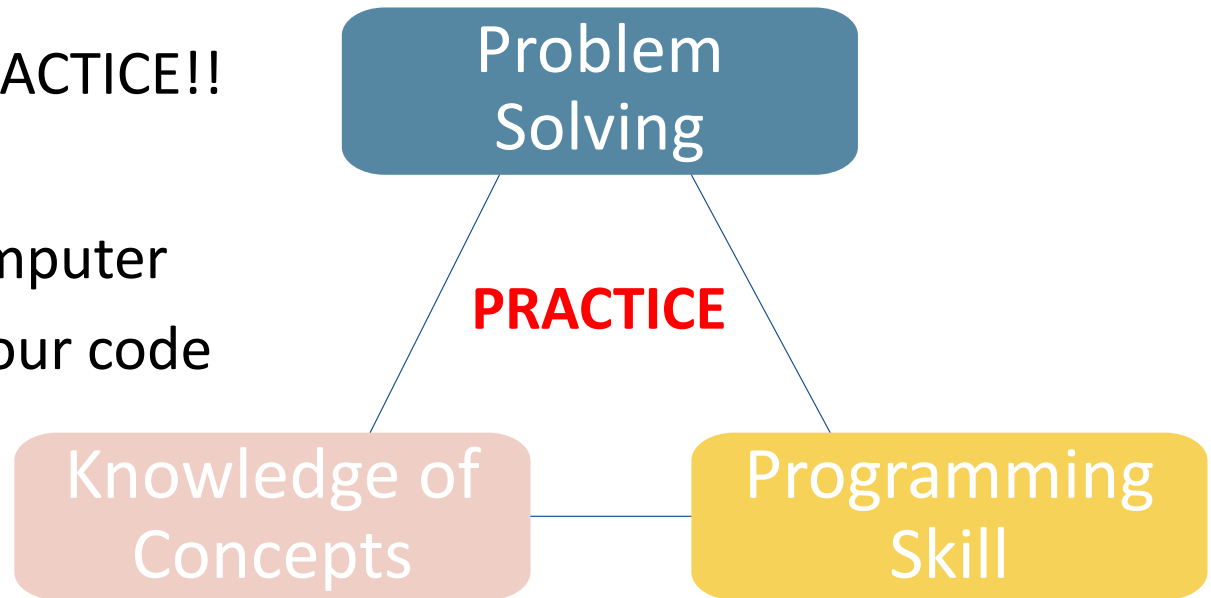 ACTICE!!
mputer
our code
Problem
Solving
PRACTICE
Knowledge of
Concepts
Programming
Skill